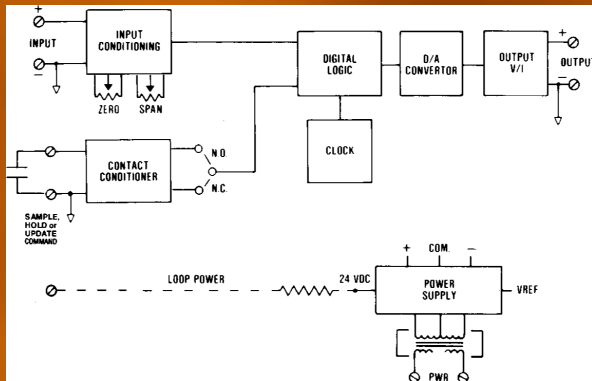 +
INPUT
−
INPUT
CONDITIONING
ZERO
SPAN
DIGITAL
LOGIC
D/A
CONVERTOR
OUTPUT
V/I
+
OUTPUT
−
CLOCK
CONTACT
CONDITIONER
N.O.
N.C.
SAMPLE,
HOLD or
UPDATE
COMMAND
LOOP POWER
24 VDC
+ COM. −
POWER
SUPPLY
VREF
PWR